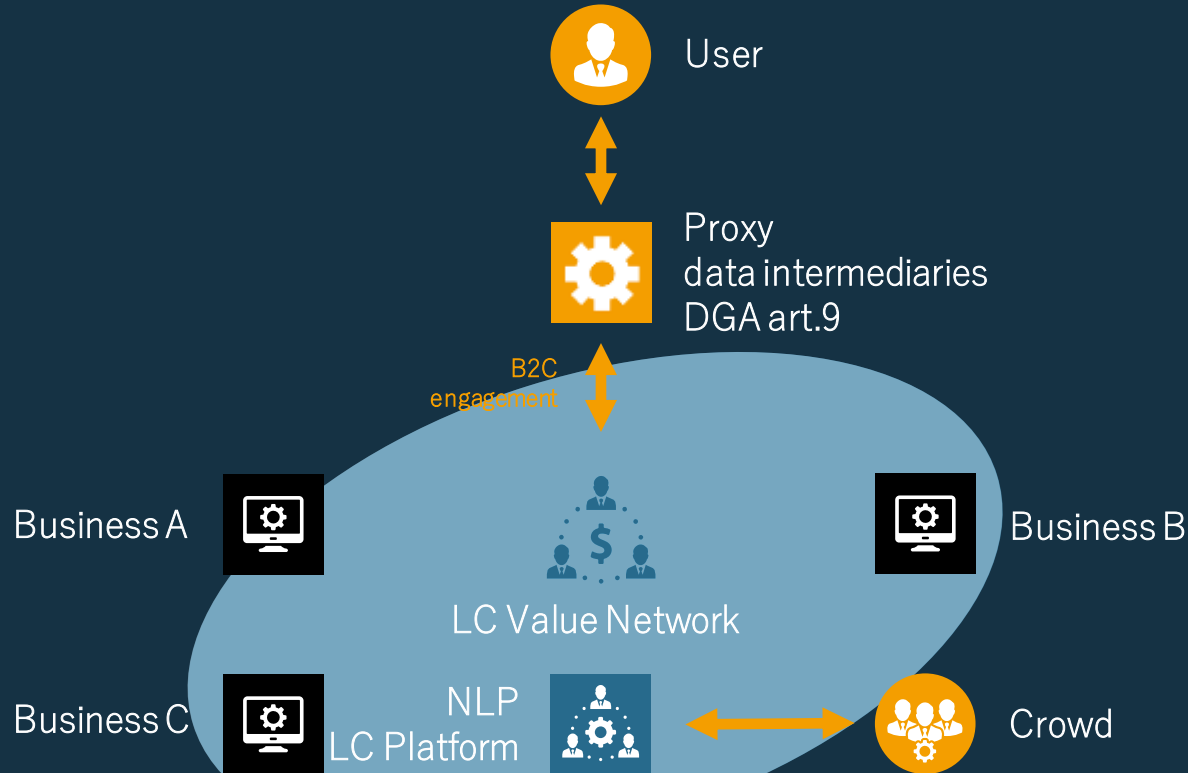 User
Proxy
data intermediaries
DGA art.9
B2C
engagement
Business A
$
Business B
LC Value Network
Business C
NLP
LC Platform
Crowd